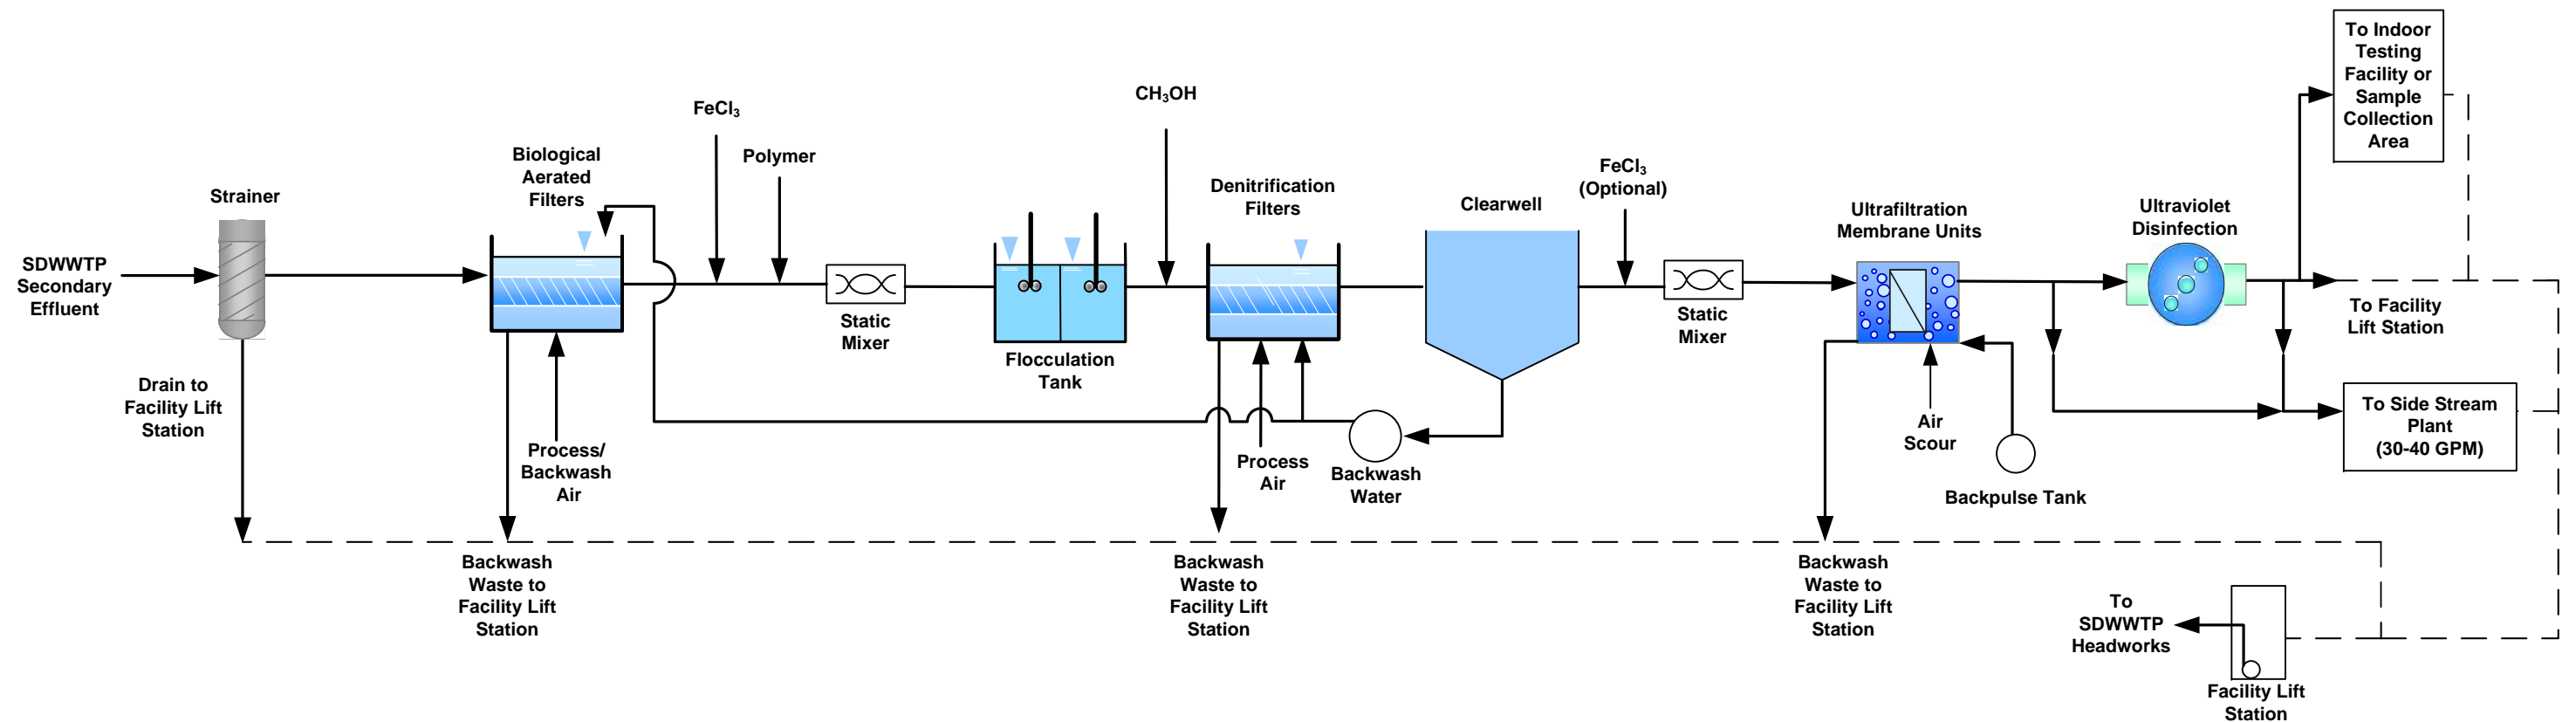 SDWWTP
Secondary
Effluent
Strainer
Drain to
Facility Lift
Station
Biological
Aerated
Filters
Process/
Backwash
Air
Backwash
Waste to
Facility Lift
Station
FeCl₃
Polymer
Static
Mixer
Flocculation
Tank
CH₃OH
Denitrification
Filters
Process
Air
Backwash
Waste to
Facility Lift
Station
Backwash
Water
Clearwell
FeCl₃
(Optional)
Static
Mixer
Ultrafiltration
Membrane Units
Air
Scour
Backpulse Tank
Backwash
Waste to
Facility Lift
Station
Ultraviolet
Disinfection
To Indoor
Testing
Facility or
Sample
Collection
Area
To Facility
Lift Station
To Side Stream
Plant
(30-40 GPM)
To
SDWWTP
Headworks
Facility Lift
Station